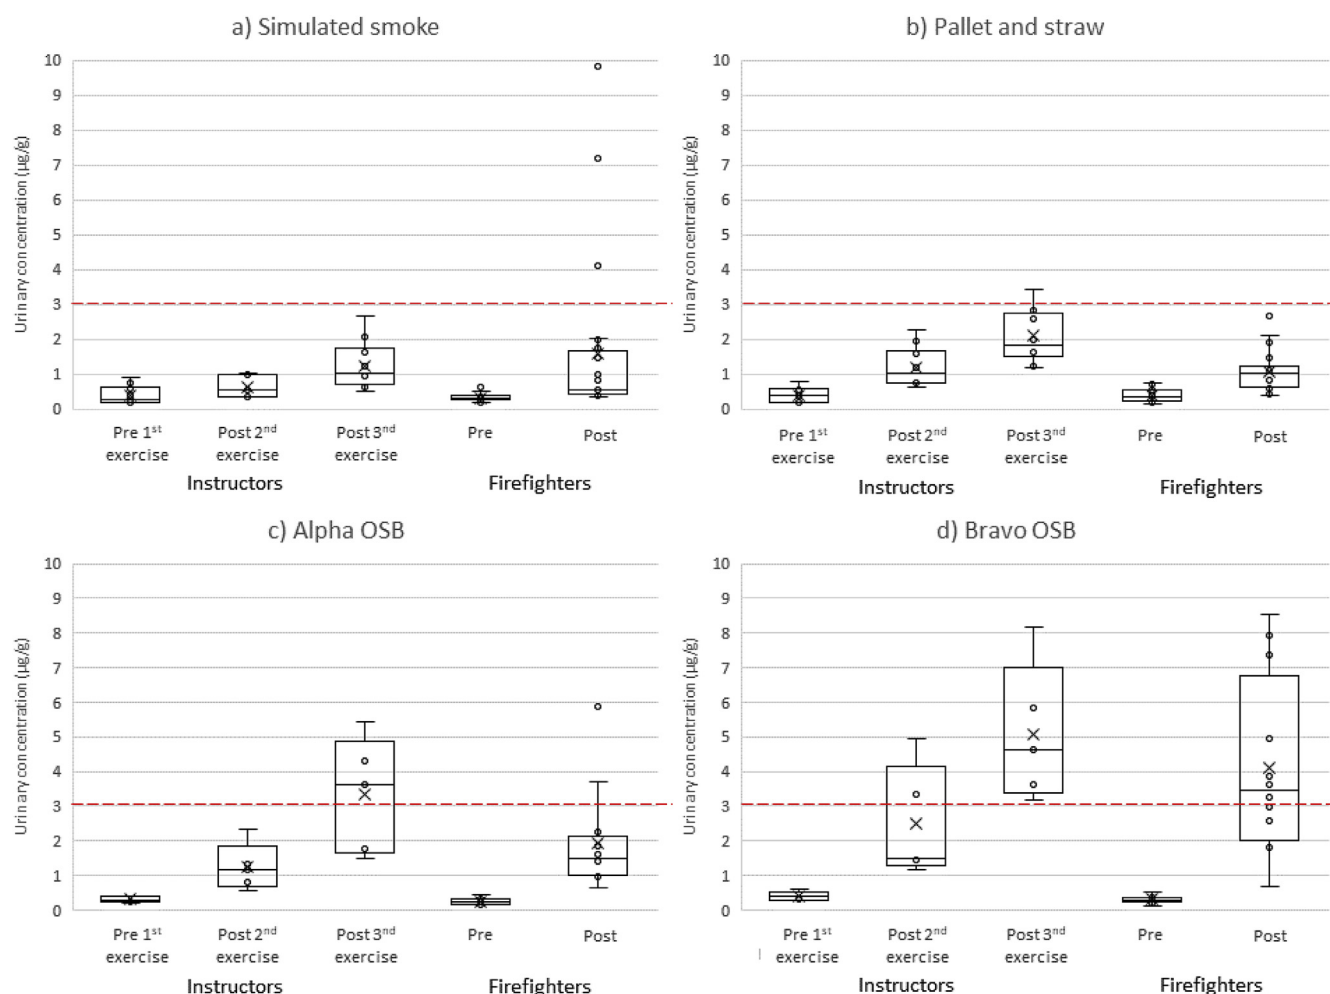 a) Simulated smoke
Urinary concentration (µg/g)
10
9
8
7
6
5
4
3
2
1
0
Pre 1st
exercise
Post 2nd
exercise
Post 3nd
exercise
Pre
Post
Instructors
Firefighters
b) Pallet and straw
Urinary concentration (µg/g)
10
9
8
7
6
5
4
3
2
1
0
Pre 1st
exercise
Post 2nd
exercise
Post 3nd
exercise
Pre
Post
Instructors
Firefighters
c) Alpha OSB
Urinary concentration (µg/g)
10
9
8
7
6
5
4
3
2
1
0
Pre 1st
exercise
Post 2nd
exercise
Post 3nd
exercise
Pre
Post
Instructors
Firefighters
d) Bravo OSB
Urinary concentration (µg/g)
10
9
8
7
6
5
4
3
2
1
0
Pre 1st
exercise
Post 2nd
exercise
Post 3nd
exercise
Pre
Post
Instructors
Firefighters